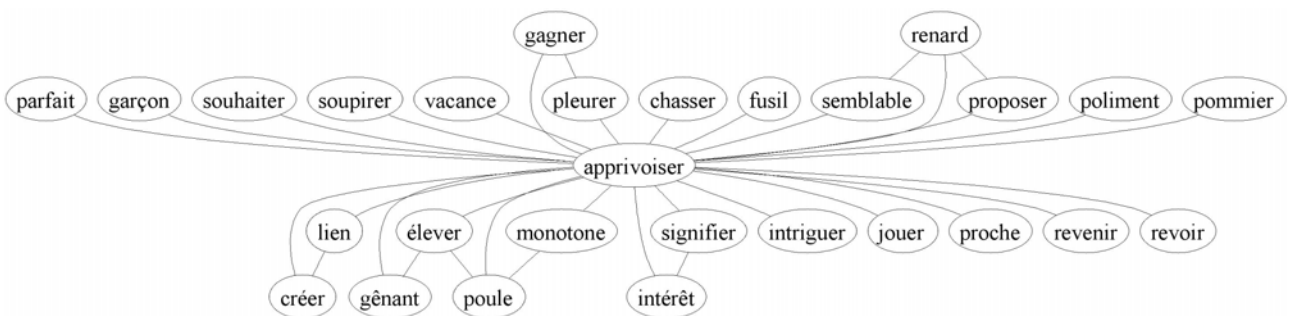 gagner renard
parfait garçon souhaiter soupirer vacance pleurer chasser fusil semblable proposer poliment pommier
apprivoiser
lien élever monotone signifier intriguer jouer proche revenir revoir
créer gênant poule intérêt